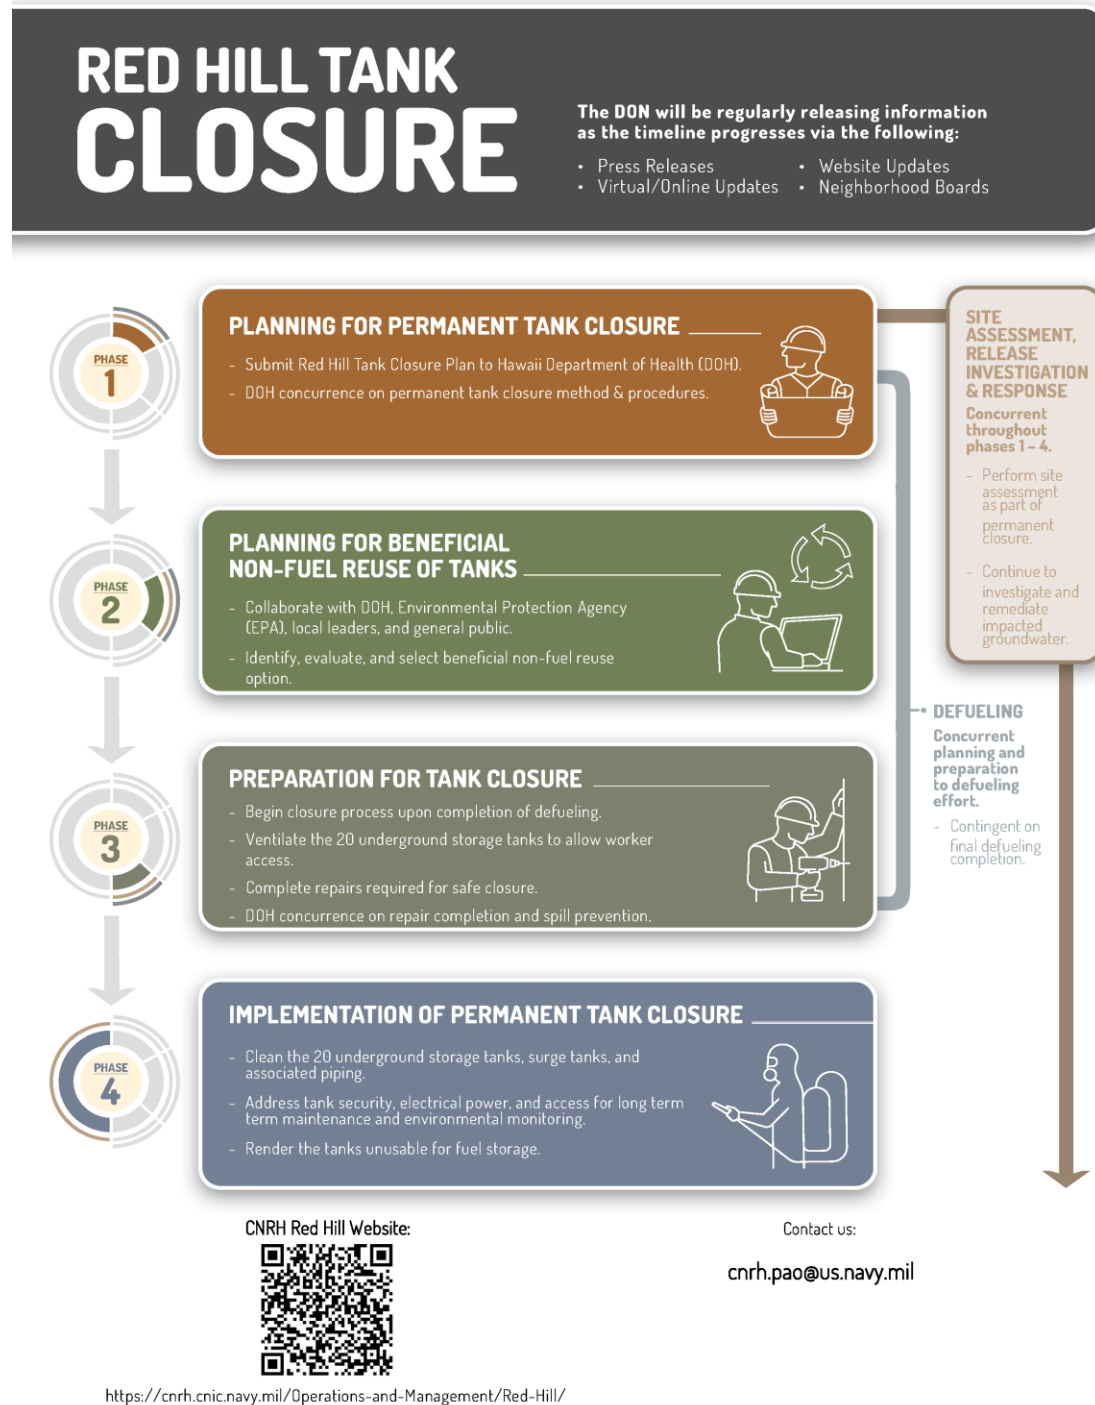 RED HILL TANK
CLOSURE
The DON will be regularly releasing information
as the timeline progresses via the following:
• Press Releases
• Virtual/Online Updates
• Website Updates
• Neighborhood Boards
PHASE
1
PLANNING FOR PERMANENT TANK CLOSURE
- Submit Red Hill Tank Closure Plan to Hawaii Department of Health (DOH).
- DOH concurrence on permanent tank closure method & procedures.
PHASE
2
PLANNING FOR BENEFICIAL
NON-FUEL REUSE OF TANKS
- Collaborate with DOH, Environmental Protection Agency
(EPA), local leaders, and general public.
- Identify, evaluate, and select beneficial non-fuel reuse
option.
PHASE
3
PREPARATION FOR TANK CLOSURE
- Begin closure process upon completion of defueling.
- Ventilate the 20 underground storage tanks to allow worker
access.
- Complete repairs required for safe closure.
- DOH concurrence on repair completion and spill prevention.
PHASE
4
IMPLEMENTATION OF PERMANENT TANK CLOSURE
- Clean the 20 underground storage tanks, surge tanks, and
associated piping.
- Address tank security, electrical power, and access for long term
term maintenance and environmental monitoring.
- Render the tanks unusable for fuel storage.
SITE
ASSESSMENT,
RELEASE
INVESTIGATION
& RESPONSE
Concurrent
throughout
phases 1 – 4.
- Perform site
assessment
as part of
permanent
closure.
- Continue to
investigate and
remediate
impacted
groundwater.
• DEFUELING
Concurrent
planning and
preparation
to defueling
effort.
- Contingent on
final defueling
completion.
CNRH Red Hill Website:
https://cnrh.cnic.navy.mil/Operations-and-Management/Red-Hill/
Contact us:
cnrh.pao@us.navy.mil